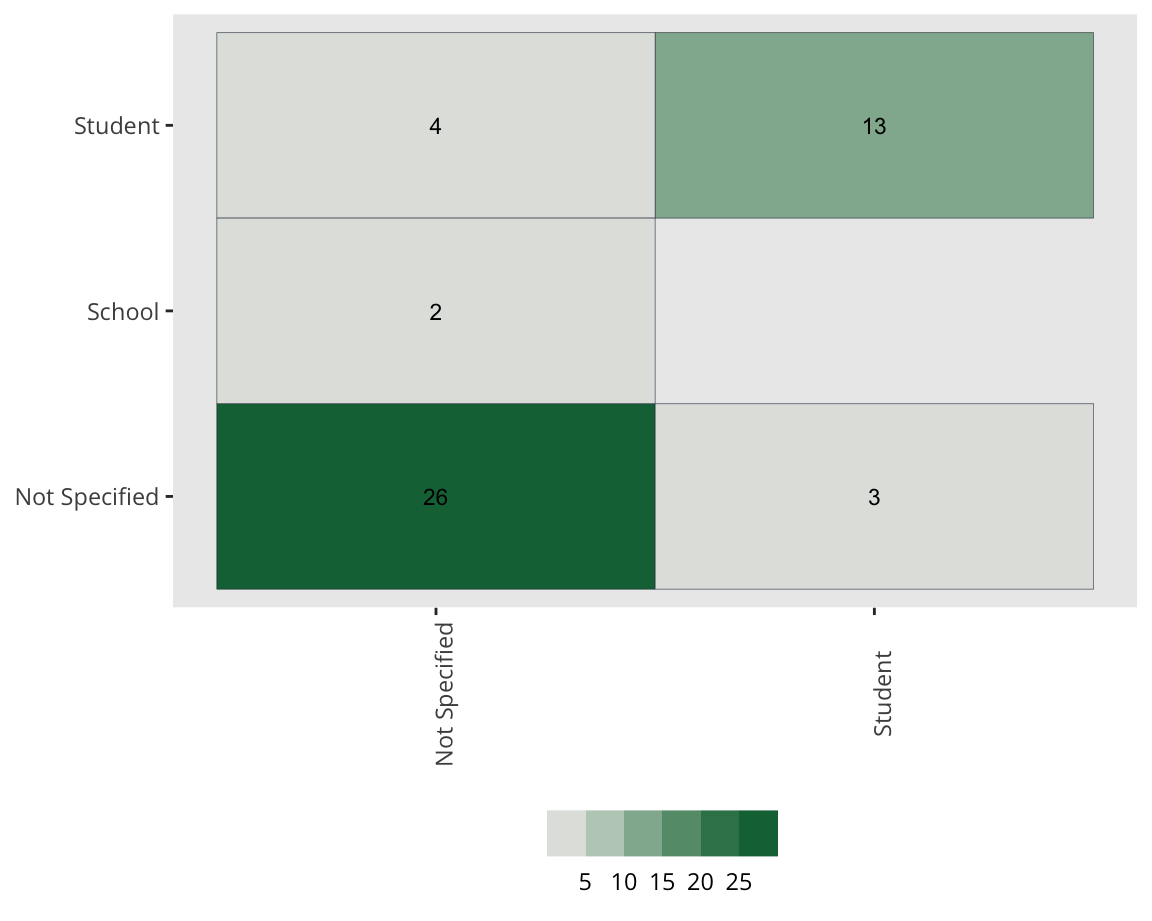 Student
4
13
School
2
Not Specified
26
3
Not Specified
Student
5 10 15 20 25